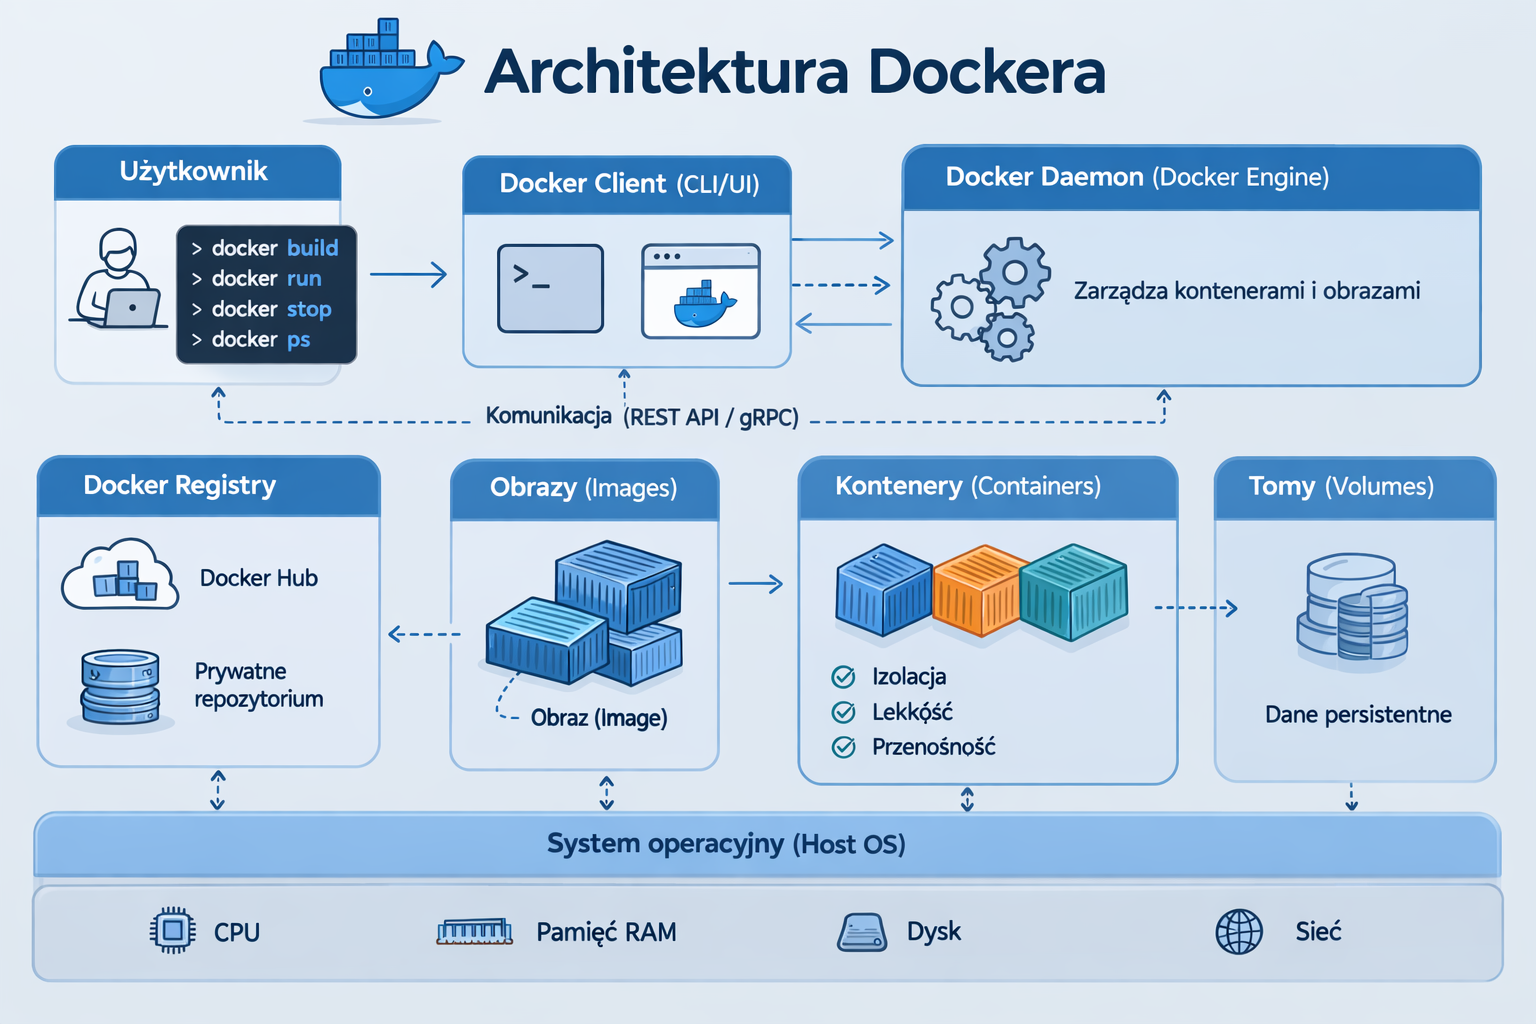 Architektura Dockera
Użytkownik
> docker build
> docker run
> docker stop
> docker ps
Docker Client (CLI/UI)
>_
Docker Daemon (Docker Engine)
Zarządza kontenerami i obrazami
Komunikacja (REST API / gRPC)
Docker Registry
Docker Hub
Prywatne
repozytorium
Obrazy (Images)
Obraz (Image)
Kontenery (Containers)
Izolacja
Lekkǫ́ść
Przenośność
Tomy (Volumes)
Dane persistentne
System operacyjny (Host OS)
CPU
Pamięć RAM
Dysk
Sieć